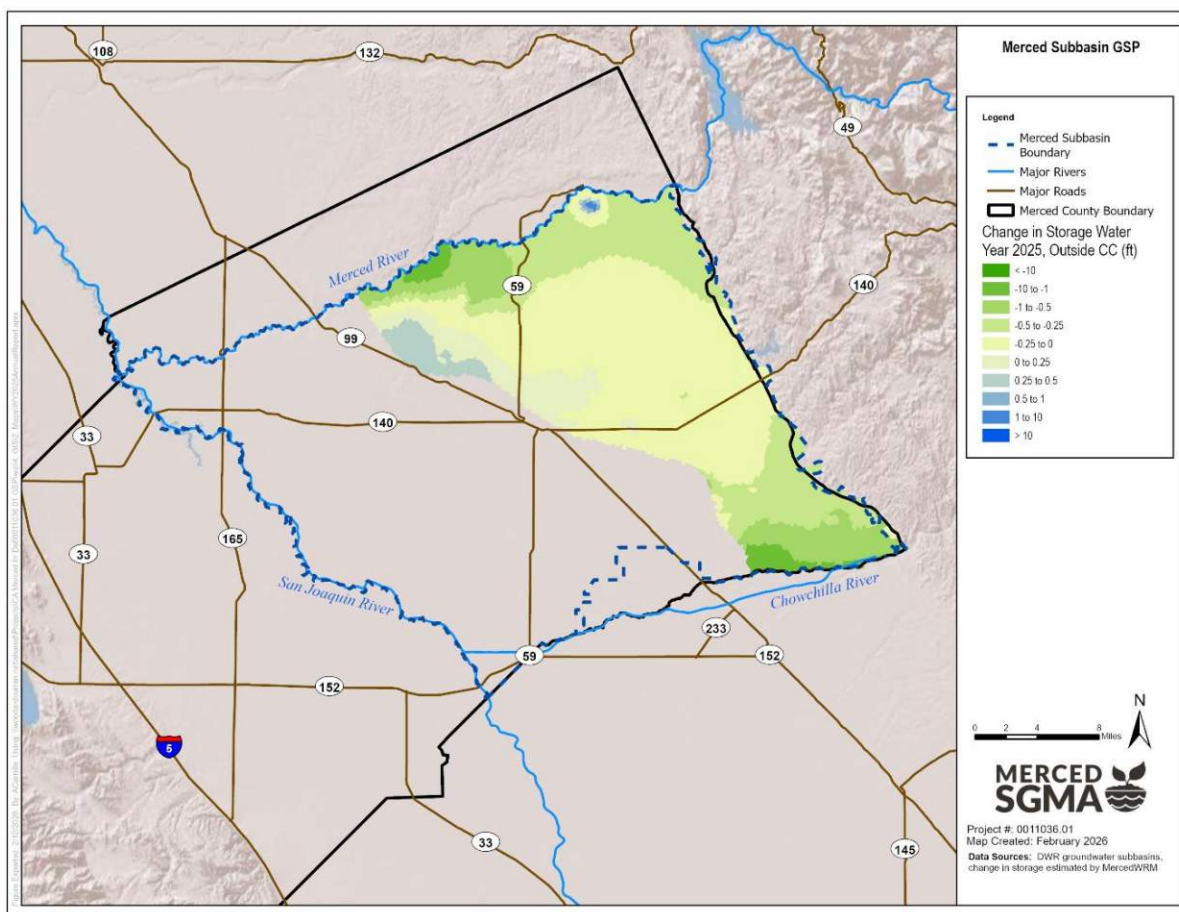 Merced Subbasin GSP
Legend
Merced Subbasin
Boundary
Major Rivers
Major Roads
Merced County Boundary
Change in Storage Water
Year 2025, Outside CC (ft)
< -10
-10 to -1
-1 to -0.5
-0.5 to -0.25
-0.25 to 0
0 to 0.25
0.25 to 0.5
0.5 to 1
1 to 10
> 10
108
132
49
Merced River
59
140
99
33
140
165
33
San Joaquin River
Chowchilla River
233
59
152
152
5
33
145
N
0 2 4 8
Miles
MERCED
SGMA
Project #: 0011036.01
Map Created: February 2026
Data Sources: DWR groundwater subbasins,
change in storage estimated by MercedWRM